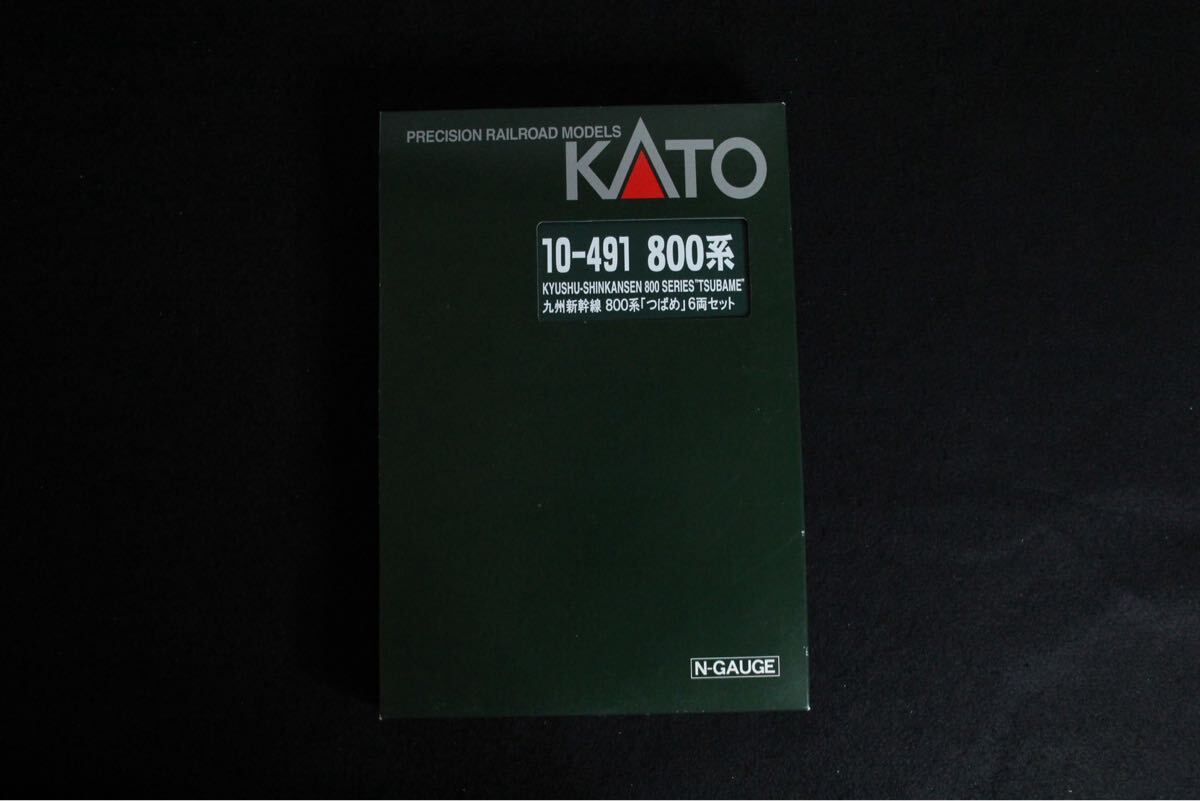 PRECISION RAILROAD MODELS
KATO
10-491 800系
KYUSHU-SHINKANSEN 800 SERIES"TSUBAME"
九州新幹線 800系「つばめ」6両セット
N-GAUGE